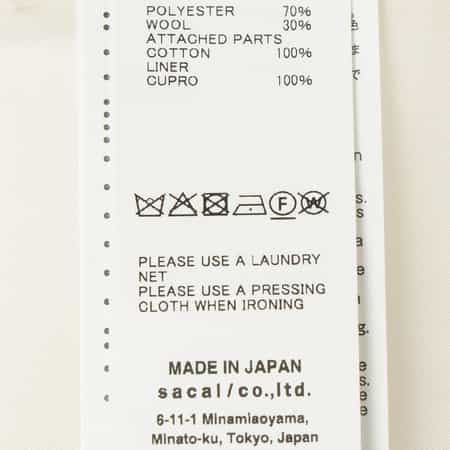 POLYESTER 70%
WOOL 30%
ATTACHED PARTS
COTTON 100%
LINER
CUPRO 100%
F W
PLEASE USE A LAUNDRY
NET
PLEASE USE A PRESSING
CLOTH WHEN IRONING
MADE IN JAPAN
sacai/co.,ltd.
6-11-1 Minamiaoyama,
Minato-ku, Tokyo, Japan